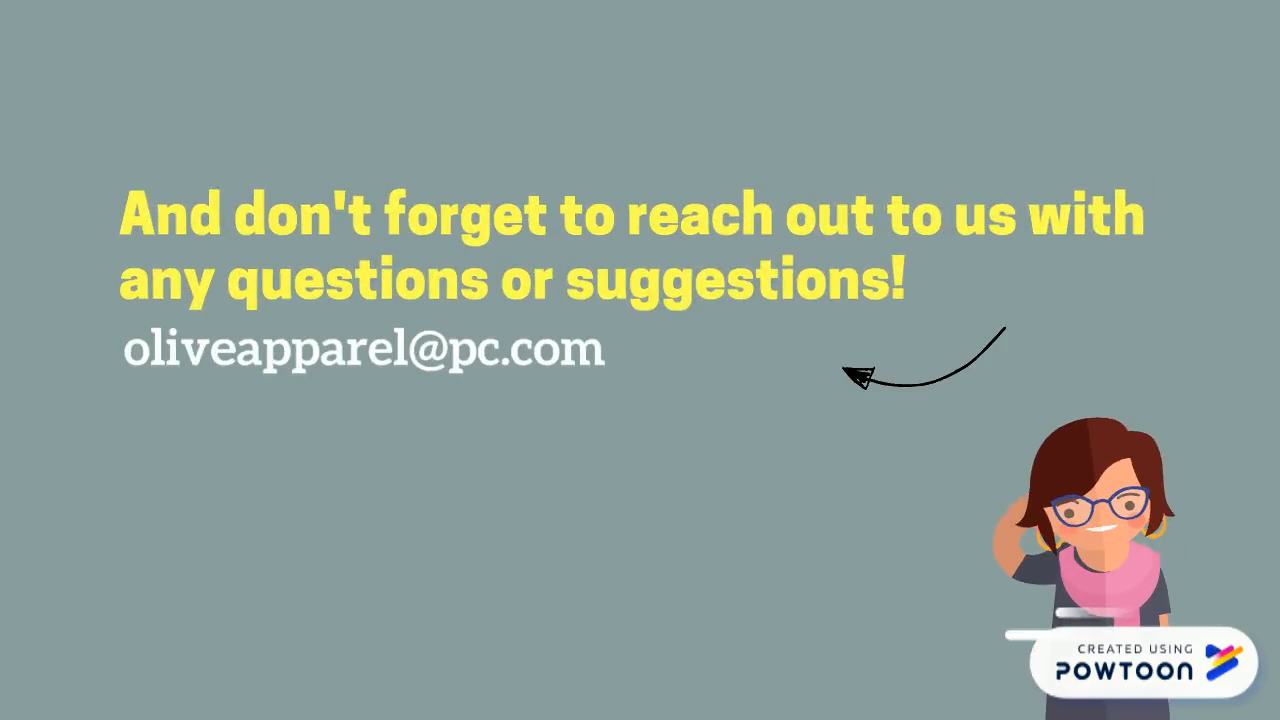 And don't forget to reach out to us with
any questions or suggestions!
oliveapparel@pc.com
CREATED USING
POWTOON